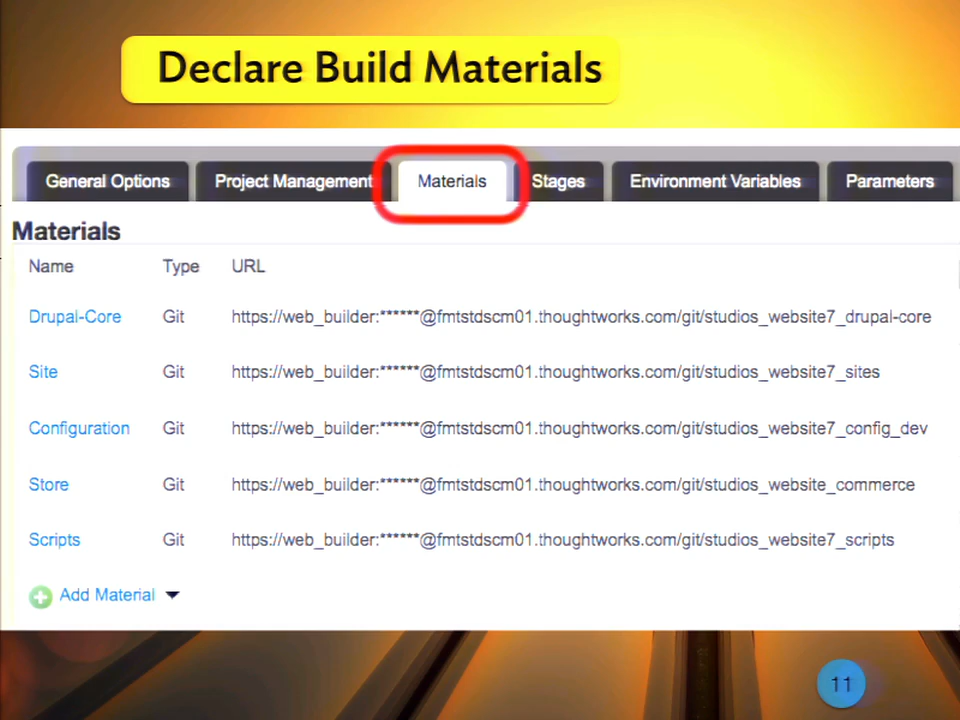 Declare Build Materials
General Options Project Management Materials Stages Environment Variables Parameters
Materials
Name Type URL
Drupal-Core Git https://web_builder:******@fmtstdscm01.thoughtworks.com/git/studios_website7_drupal-core
Site Git https://web_builder:******@fmtstdscm01.thoughtworks.com/git/studios_website7_sites
Configuration Git https://web_builder:******@fmtstdscm01.thoughtworks.com/git/studios_website7_config_dev
Store Git https://web_builder:******@fmtstdscm01.thoughtworks.com/git/studios_website_commerce
Scripts Git https://web_builder:******@fmtstdscm01.thoughtworks.com/git/studios_website7_scripts
Add Material
11